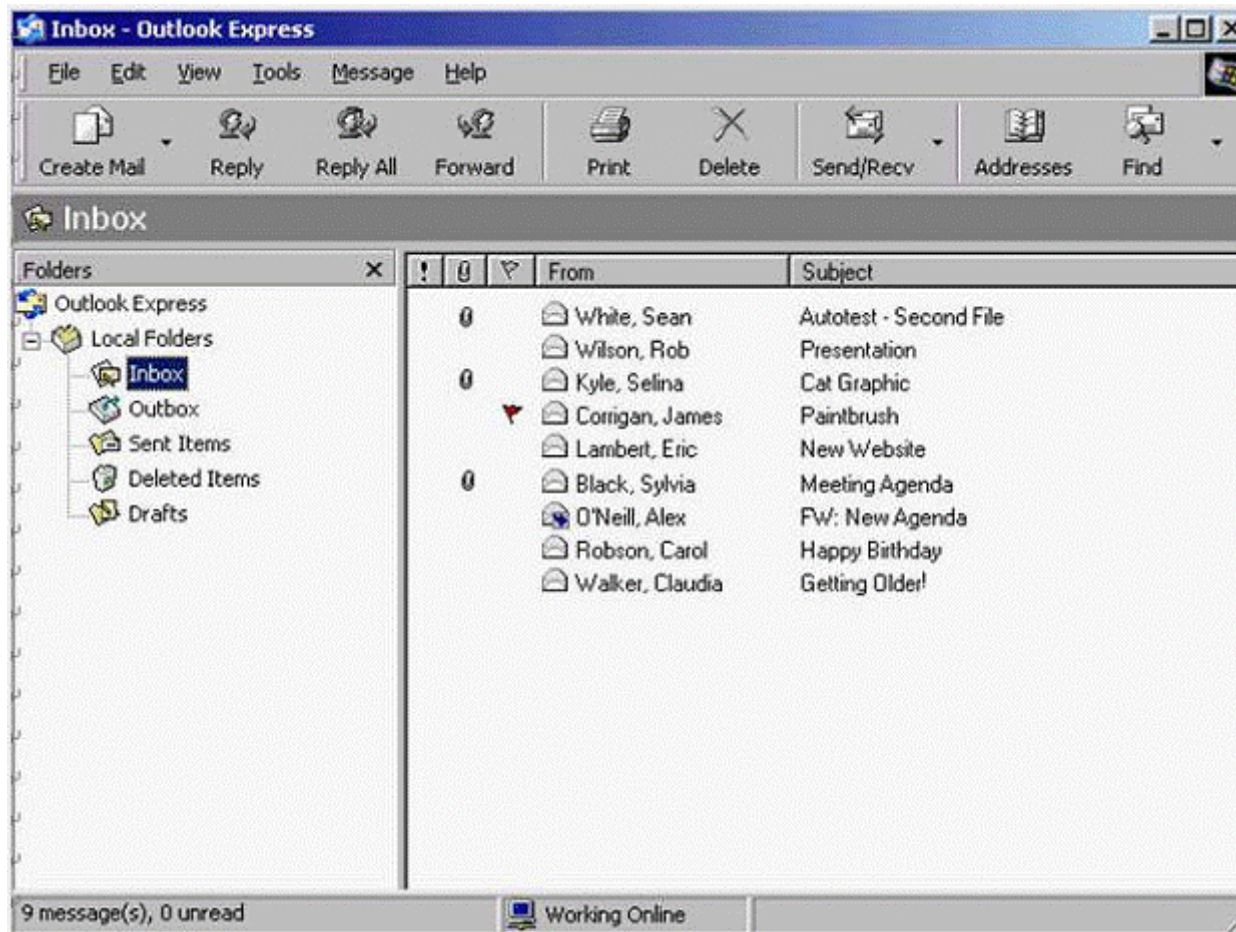 Inbox - Outlook Express
File Edit View Tools Message Help
Create Mail Reply Reply All Forward Print Delete Send/Recv Addresses Find
Inbox
Folders ! From Subject
Outlook Express
Local Folders
Inbox
Outbox
Sent Items
Deleted Items
Drafts
White, Sean Autotest - Second File
Wilson, Rob Presentation
Kyle, Selina Cat Graphic
Corrigan, James Paintbrush
Lambert, Eric New Website
Black, Sylvia Meeting Agenda
O'Neill, Alex FW: New Agenda
Robson, Carol Happy Birthday
Walker, Claudia Getting Older!
9 message(s), 0 unread Working Online